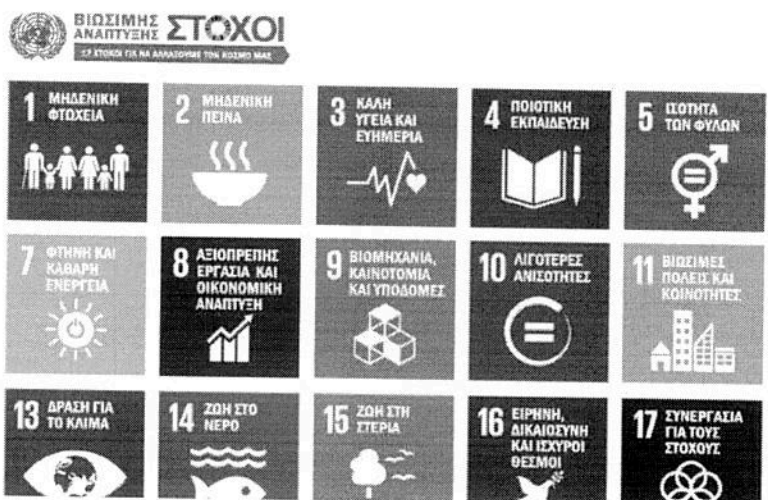 ΒΙΩΣΙΜΗΣ
ΑΝΑΠΤΥΞΗΣ
ΣΤΟΧΟΙ
17 ΣΤΟΧΟΙ ΓΙΑ ΝΑ ΑΛΛΑΞΟΥΜΕ ΤΟΝ ΚΟΣΜΟ ΜΑΣ
1 ΜΗΔΕΝΙΚΗ
ΦΤΩΧΕΙΑ
2 ΜΗΔΕΝΙΚΗ
ΠΕΙΝΑ
3 ΚΑΛΗ
ΥΓΕΙΑ ΚΑΙ
ΕΥΗΜΕΡΙΑ
4 ΠΟΙΟΤΙΚΗ
ΕΚΠΑΙΔΕΥΣΗ
5 ΙΣΟΤΗΤΑ
ΤΩΝ ΦΥΛΩΝ
7 ΦΤΗΝΗ ΚΑΙ
ΚΑΘΑΡΗ
ΕΝΕΡΓΕΙΑ
8 ΑΞΙΟΠΡΕΠΗΣ
ΕΡΓΑΣΙΑ ΚΑΙ
ΟΙΚΟΝΟΜΙΚΗ
ΑΝΑΠΤΥΞΗ
9 ΒΙΟΜΗΧΑΝΙΑ,
ΚΑΙΝΟΤΟΜΙΑ
ΚΑΙ ΥΠΟΔΟΜΕΣ
10 ΛΙΓΟΤΕΡΕΣ
ΑΝΙΣΟΤΗΤΕΣ
11 ΒΙΩΣΙΜΕΣ
ΠΟΛΕΙΣ ΚΑΙ
ΚΟΙΝΟΤΗΤΕΣ
13 ΔΡΑΣΗ ΓΙΑ
ΤΟ ΚΛΙΜΑ
14 ΖΩΗ ΣΤΟ
ΝΕΡΟ
15 ΖΩΗ ΣΤΗ
ΣΤΕΡΙΑ
16 ΕΙΡΗΝΗ,
ΔΙΚΑΙΟΣΥΝΗ
ΚΑΙ ΙΣΧΥΡΟΙ
ΘΕΣΜΟΙ
17 ΣΥΝΕΡΓΑΣΙΑ
ΓΙΑ ΤΟΥΣ
ΣΤΟΧΟΥΣ